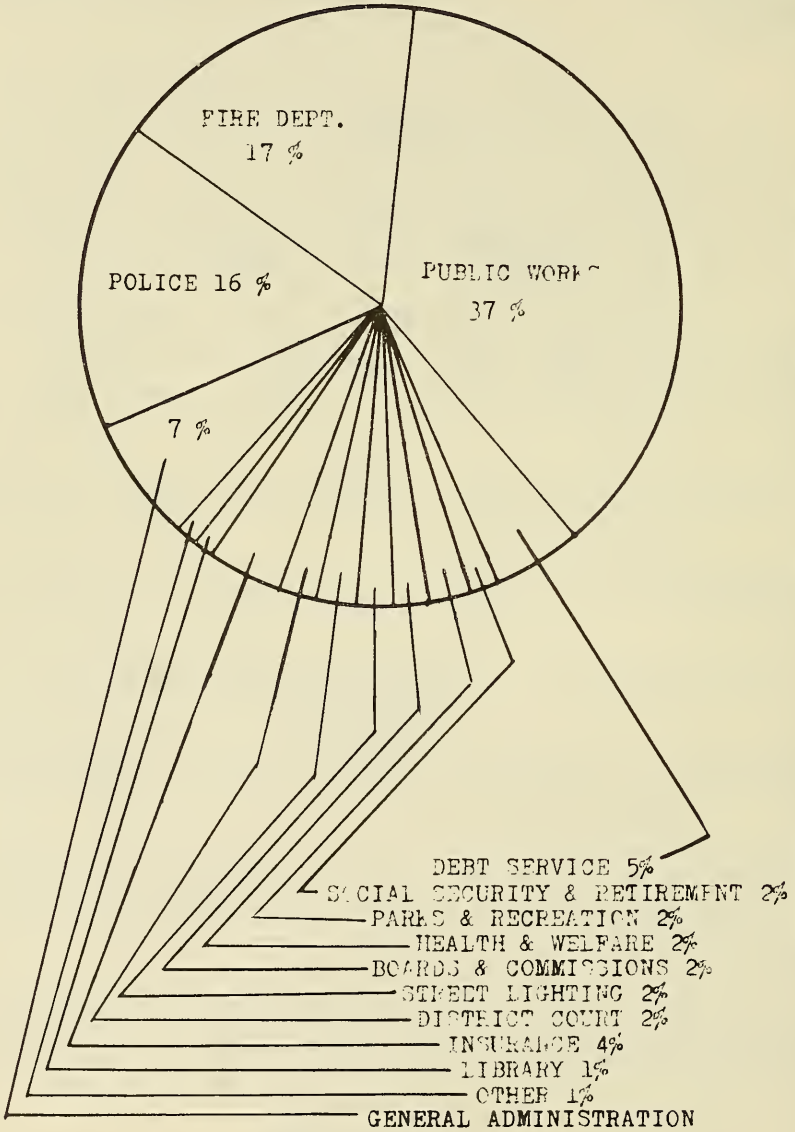 FIRE DEPT.
17 %
POLICE 16 %
PUBLIC WORKS
37 %
7 %
DEBT SERVICE 5%
SOCIAL SECURITY & RETIREMENT 2%
PARKS & RECREATION 2%
HEALTH & WELFARE 2%
BOARDS & COMMISSIONS 2%
STREET LIGHTING 2%
DISTRICT COURT 2%
INSURANCE 4%
LIBRARY 1%
OTHER 1%
GENERAL ADMINISTRATION